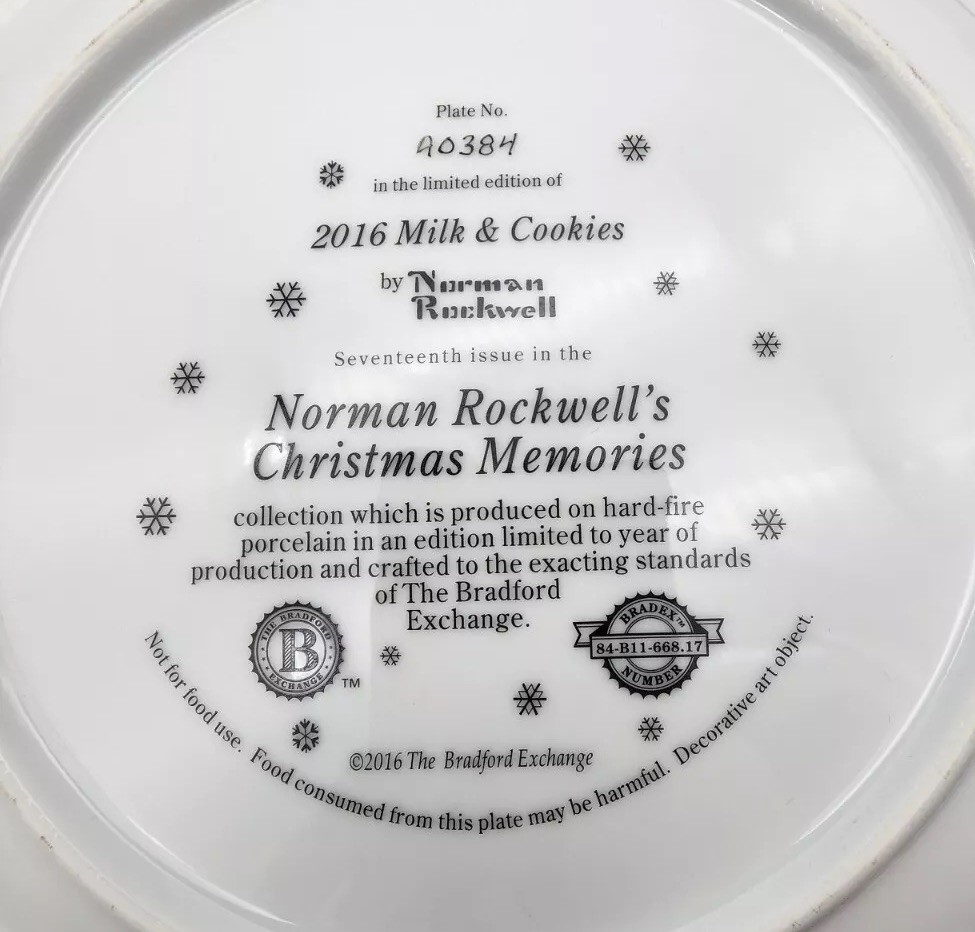 Plate No.
A0384
in the limited edition of
2016 Milk & Cookies
by Norman
Rockwell
Seventeenth issue in the
Norman Rockwell's
Christmas Memories
collection which is produced on hard-fire
porcelain in an edition limited to year of
production and crafted to the exacting standards
of The Bradford
Exchange.
THE BRADFORD
B
EXCHANGE
TM
BRADEX™
84-B11-668.17
NUMBER
©2016 The Bradford Exchange
Not for food use. Food consumed from this plate may be harmful. Decorative art object.